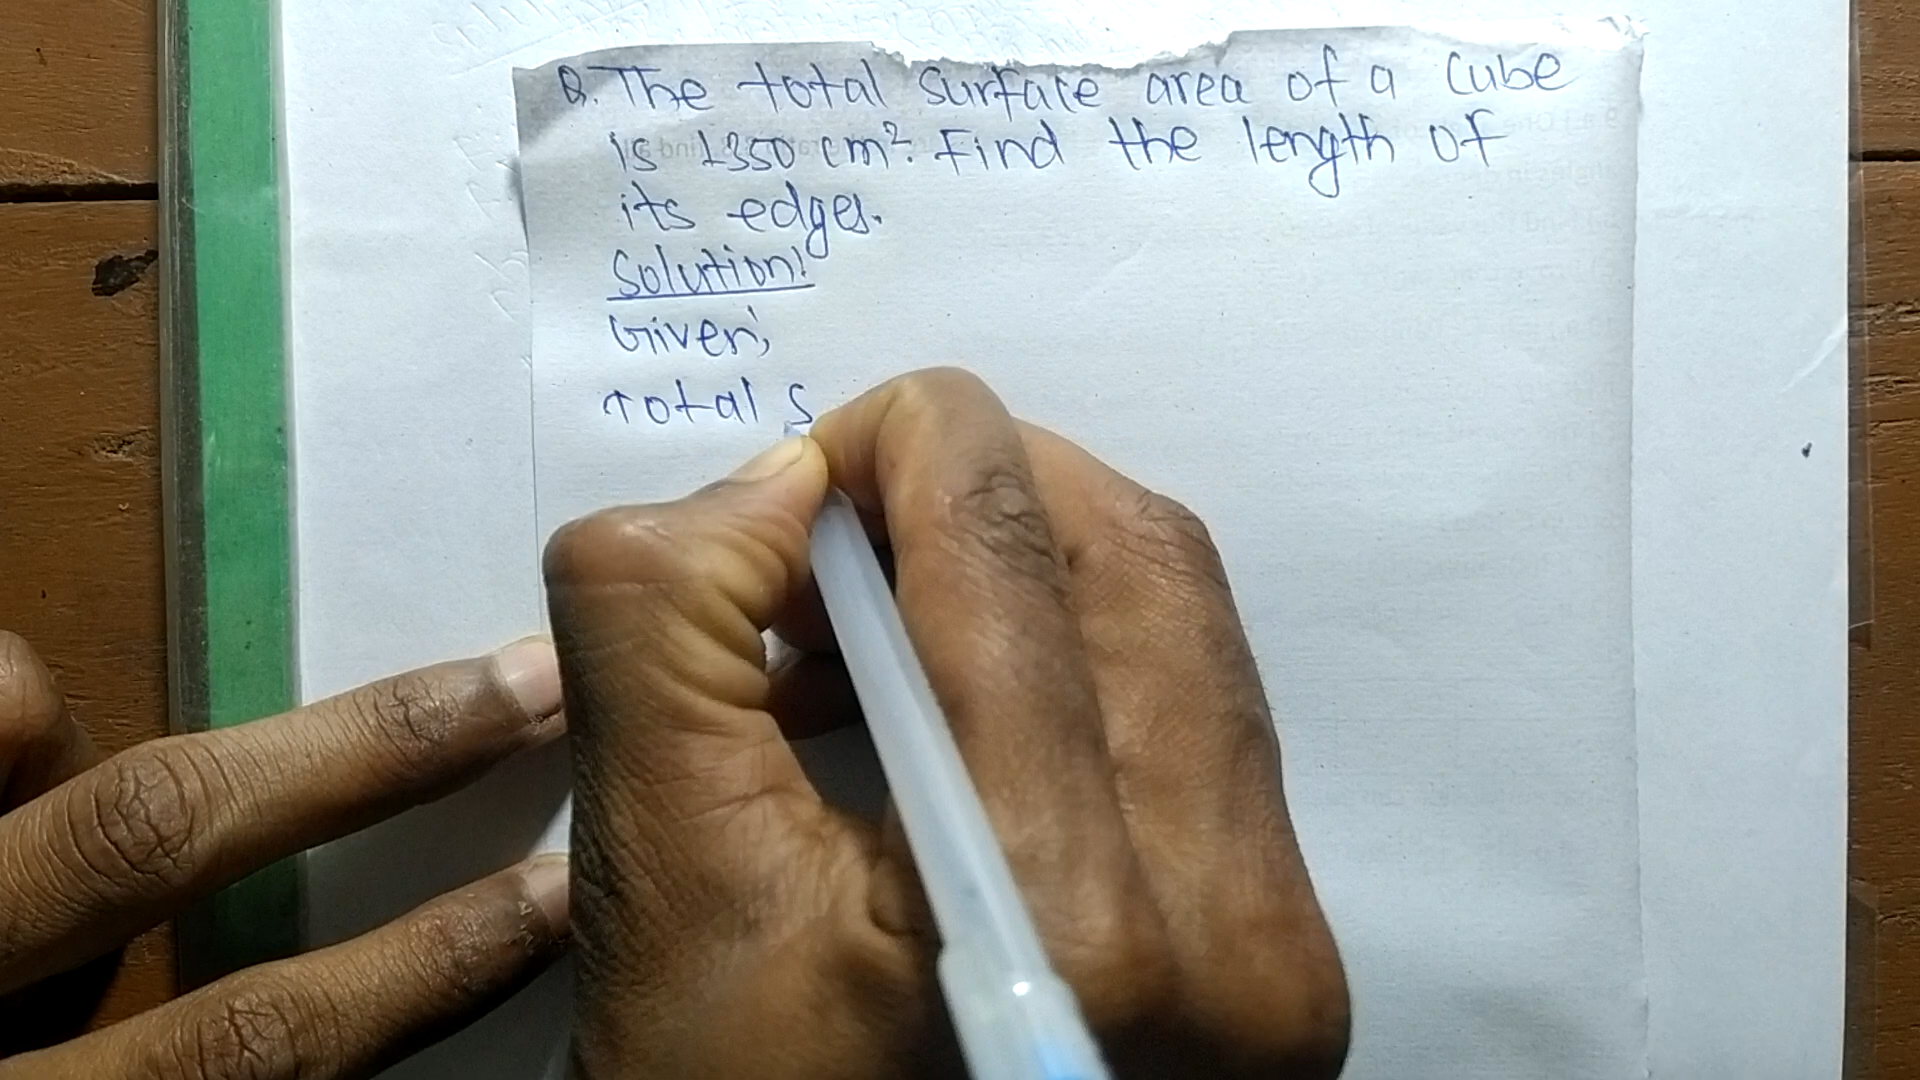 Q. The total surface area of a cube
is 1350 cm². Find the length of
its edges.
Solution:
Given,
total s